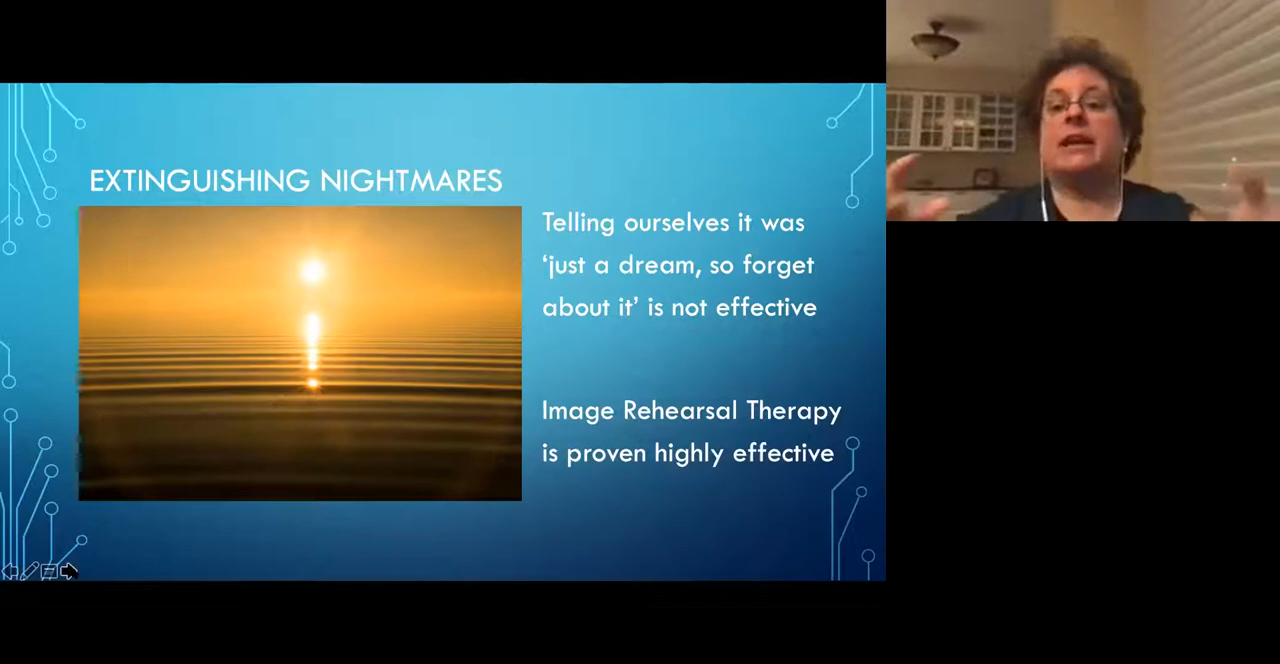 EXTINGUISHING NIGHTMARES
Telling ourselves it was
‘just a dream, so forget
about it’ is not effective
Image Rehearsal Therapy
is proven highly effective